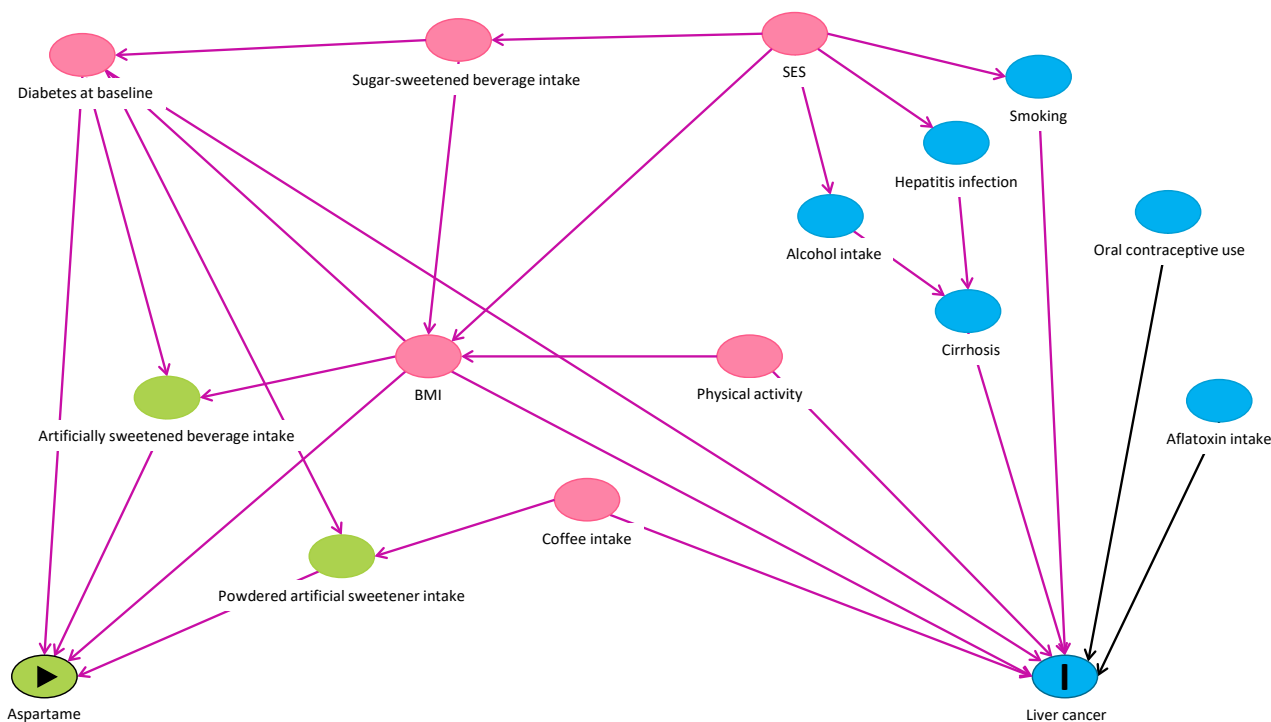 Diabetes at baseline
Sugar-sweetened beverage intake
SES
Smoking
Hepatitis infection
Alcohol intake
Oral contraceptive use
Cirrhosis
BMI
Physical activity
Artificially sweetened beverage intake
Aflatoxin intake
Coffee intake
Powdered artificial sweetener intake
Aspartame
Liver cancer